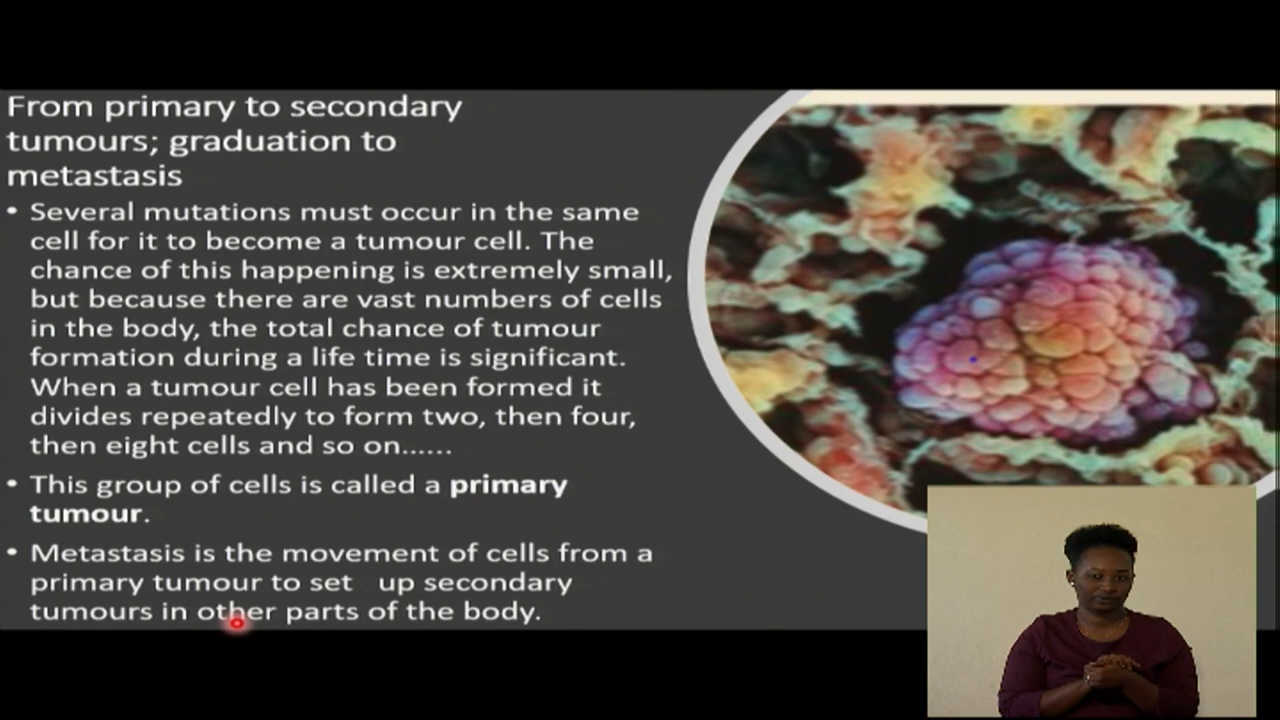 From primary to secondary
tumours; graduation to
metastasis
• Several mutations must occur in the same
cell for it to become a tumour cell. The
chance of this happening is extremely small,
but because there are vast numbers of cells
in the body, the total chance of tumour
formation during a life time is significant.
When a tumour cell has been formed it
divides repeatedly to form two, then four,
then eight cells and so on......
• This group of cells is called a primary
tumour.
• Metastasis is the movement of cells from a
primary tumour to set up secondary
tumours in other parts of the body.